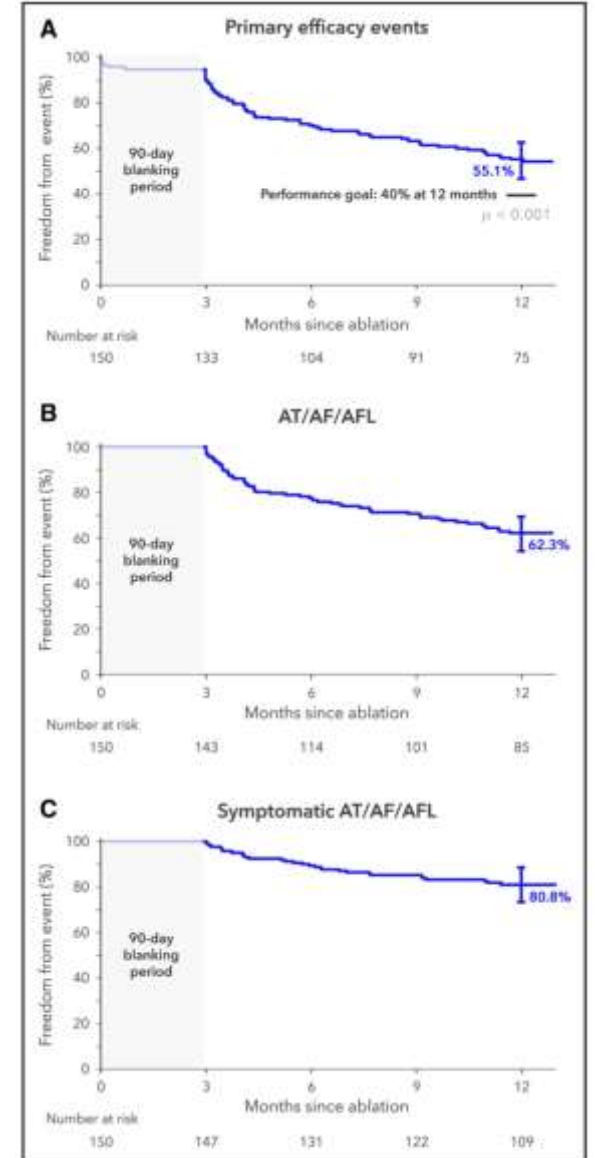 A
Primary efficacy events
Freedom from event (%)
100
80
60
40
20
0
90-day
blanking
period
55.1%
Performance goal: 40% at 12 months
p < 0.001
0 3 6 9 12
Months since ablation
Number at risk
150 133 104 91 75
B
AT/AF/AFL
Freedom from event (%)
100
80
60
40
20
0
90-day
blanking
period
62.3%
0 3 6 9 12
Months since ablation
Number at risk
150 143 114 101 85
C
Symptomatic AT/AF/AFL
Freedom from event (%)
100
80
60
40
20
0
90-day
blanking
period
80.8%
0 3 6 9 12
Months since ablation
Number at risk
150 147 131 122 109